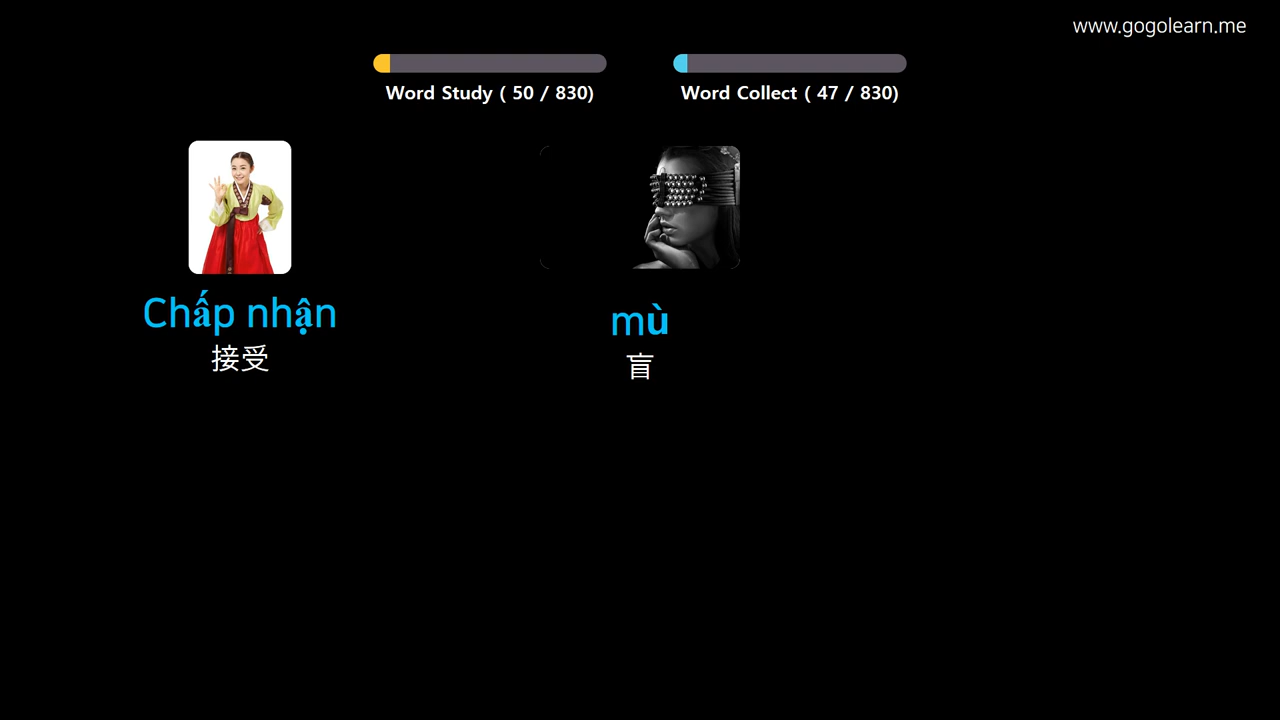 www.gogolearn.me
Word Study ( 50 / 830)
Word Collect ( 47 / 830)
Chấp nhận
接受
mù
盲